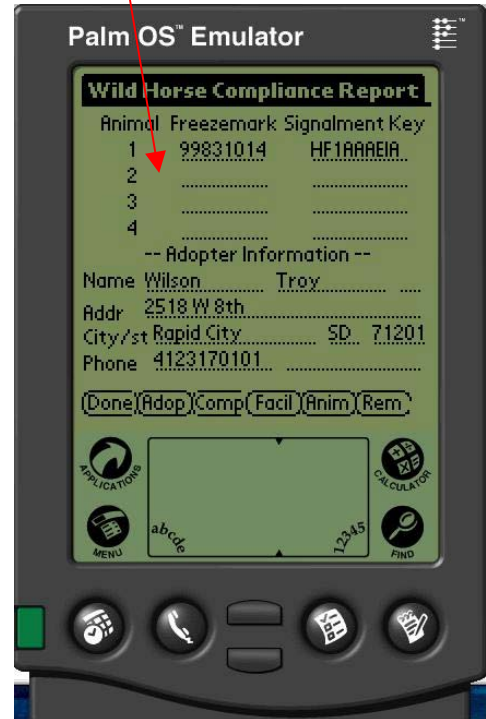 Palm OS™ Emulator
Wild Horse Compliance Report
Animal Freezemark Signalment Key
1 99831014 HF1AAAEIA
2
3
4
-- Adopter Information --
Name Wilson Troy
Addr 2518 W 8th
City/st Rapid City SD 71201
Phone 4123170101
Done Adop Comp Facil Anim Rem
APPLICATIONS
CALCULATOR
abcde
12345
MENU
FIND